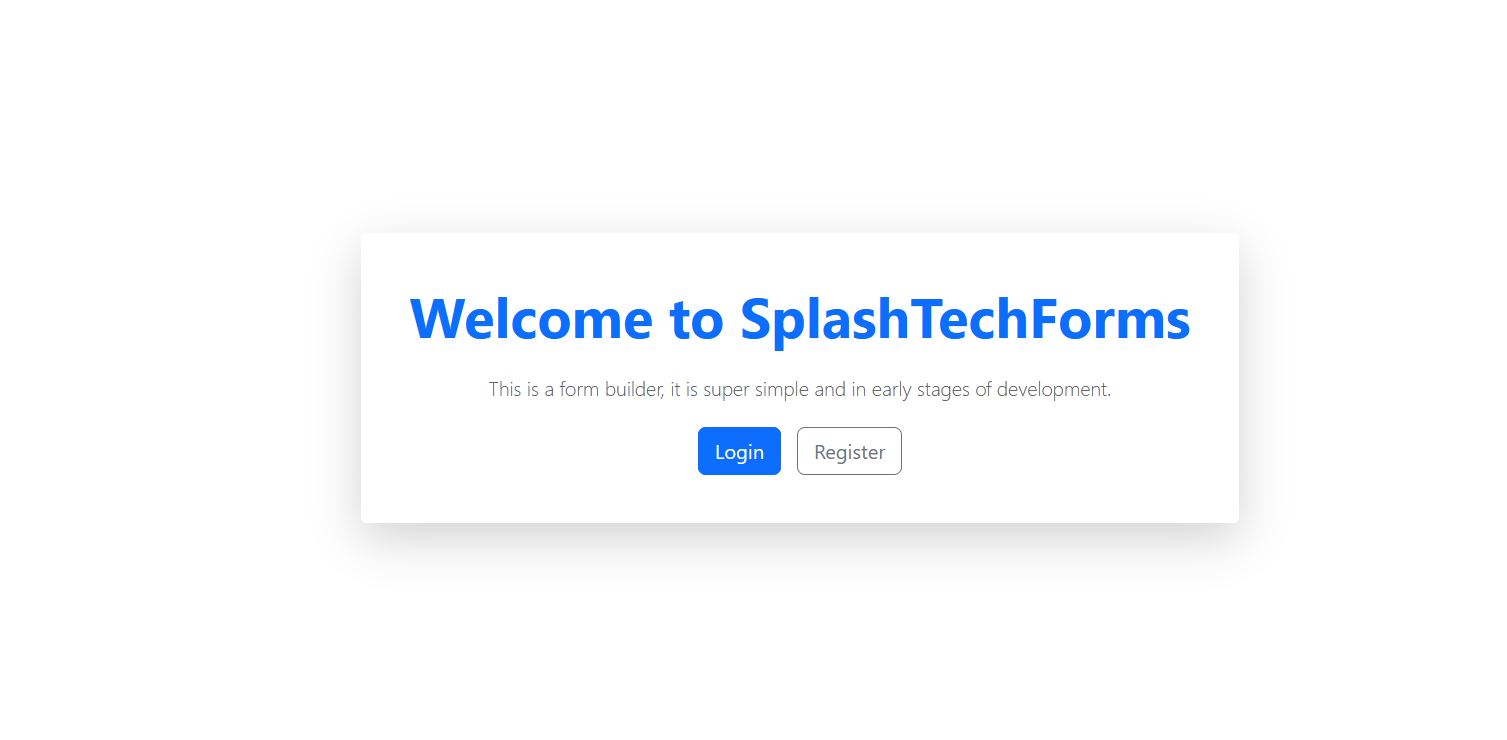 Welcome to SplashTechForms
This is a form builder, it is super simple and in early stages of development.
Login Register